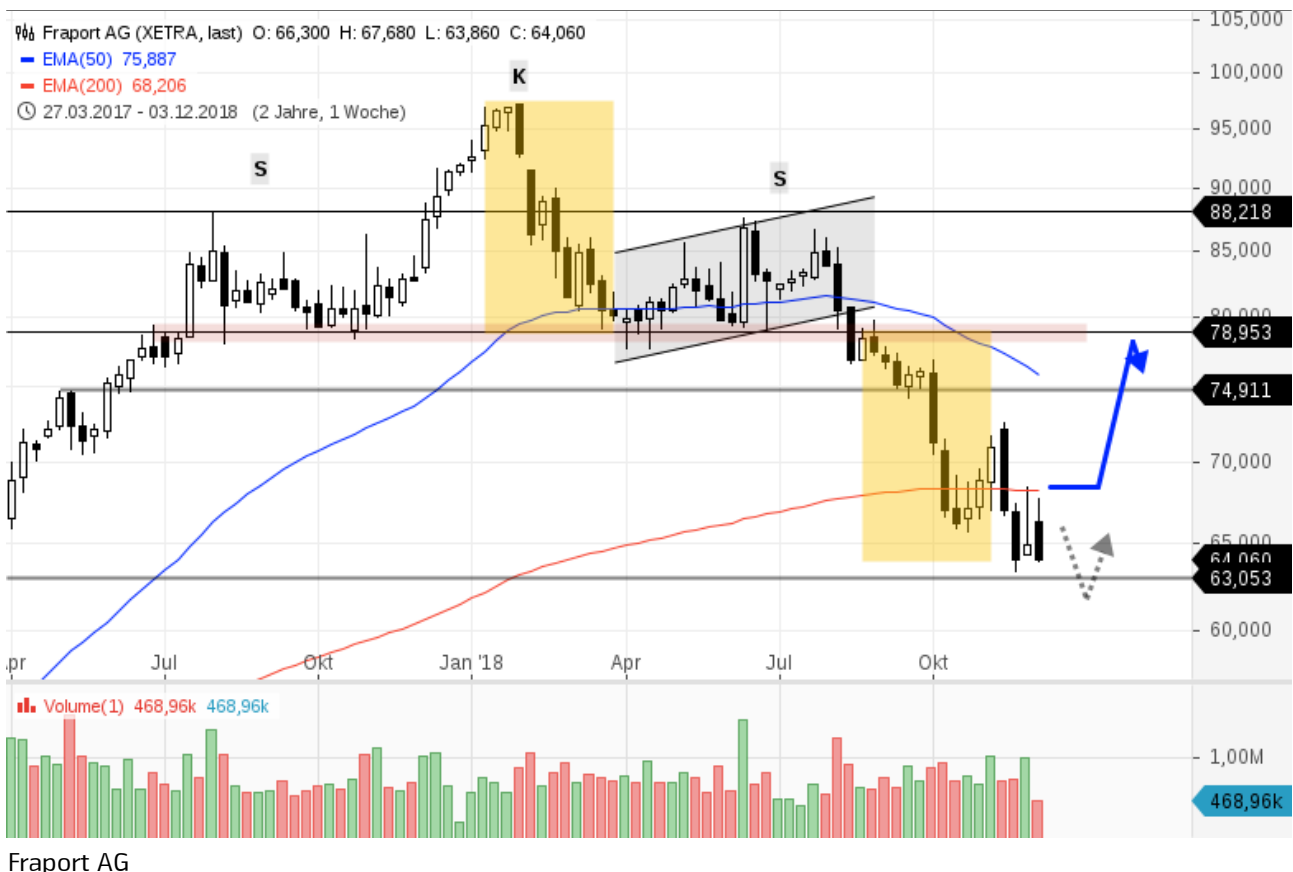 Fraport AG (XETRA, last) O: 66,300 H: 67,680 L: 63,860 C: 64,060
EMA(50) 75,887
EMA(200) 68,206
27.03.2017 - 03.12.2018 (2 Jahre, 1 Woche)
K
S
S
105,000
100,000
95,000
90,000
88,218
85,000
80,000
78,953
74,911
70,000
65,000
64,060
63,053
60,000
pr Jul Okt Jan '18 Apr Jul Okt
Volume(1) 468,96k 468,96k
1,00M
468,96k
Fraport AG